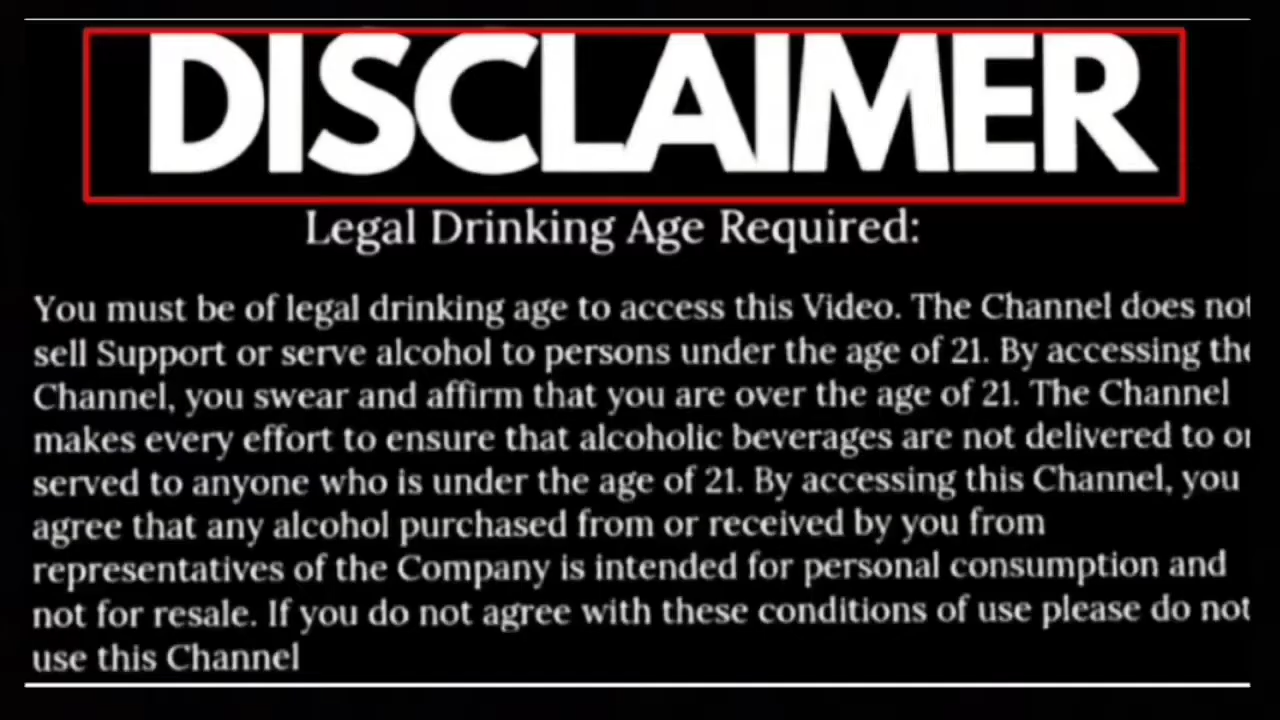 DISCLAIMER
Legal Drinking Age Required:
You must be of legal drinking age to access this Video. The Channel does not
sell Support or serve alcohol to persons under the age of 21. By accessing the
Channel, you swear and affirm that you are over the age of 21. The Channel
makes every effort to ensure that alcoholic beverages are not delivered to or
served to anyone who is under the age of 21. By accessing this Channel, you
agree that any alcohol purchased from or received by you from
representatives of the Company is intended for personal consumption and
not for resale. If you do not agree with these conditions of use please do not
use this Channel